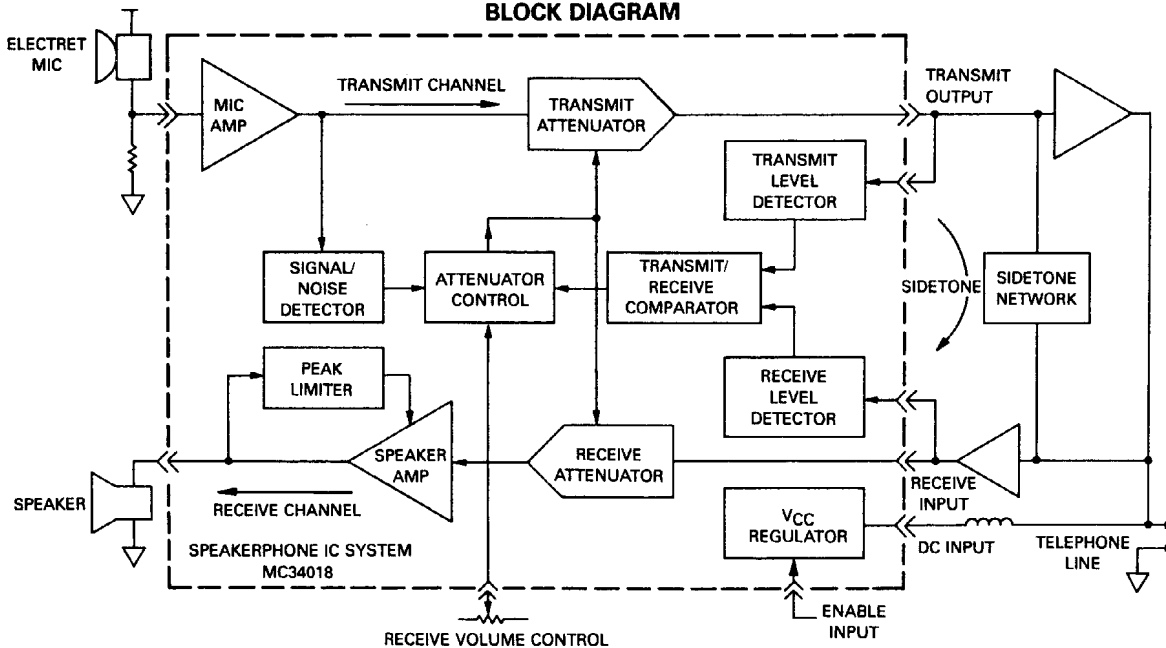 BLOCK DIAGRAM
ELECTRET
MIC
MIC
AMP
TRANSMIT CHANNEL
TRANSMIT
ATTENUATOR
TRANSMIT
OUTPUT
TRANSMIT
LEVEL
DETECTOR
SIGNAL/
NOISE
DETECTOR
ATTENUATOR
CONTROL
TRANSMIT/
RECEIVE
COMPARATOR
SIDETONE
SIDETONE
NETWORK
PEAK
LIMITER
RECEIVE
LEVEL
DETECTOR
SPEAKER
AMP
RECEIVE
ATTENUATOR
RECEIVE
INPUT
SPEAKER
RECEIVE CHANNEL
VCC
REGULATOR
DC INPUT
TELEPHONE
LINE
SPEAKERPHONE IC SYSTEM
MC34018
ENABLE
INPUT
RECEIVE VOLUME CONTROL